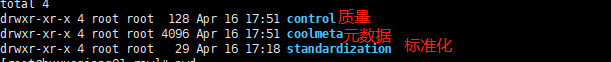 total 4
drwxr-xr-x 4 root root  128 Apr 16 17:51 control 质量
drwxr-xr-x 4 root root 4096 Apr 16 17:51 coolmeta 元数据
drwxr-xr-x 4 root root   29 Apr 16 17:18 standardization 标准化